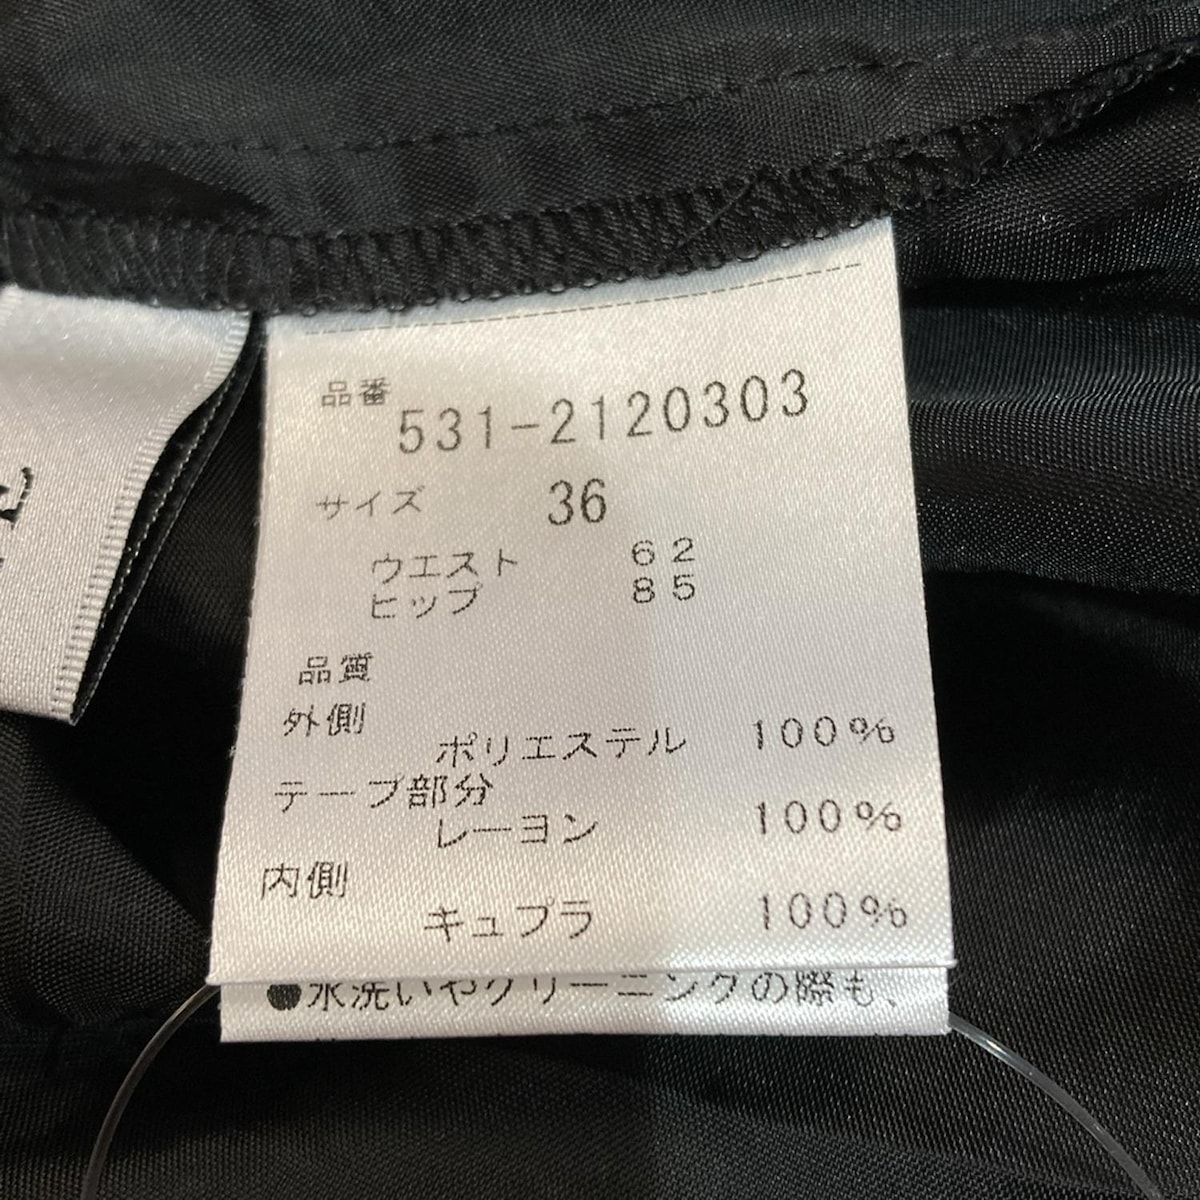 品番 531-2120303
サイズ 36
ウエスト 62
ヒップ 85
品質
外側
ポリエステル 100%
テープ部分
レーヨン 100%
内側
キュプラ 100%
●水洗いやクリーニングの際も、